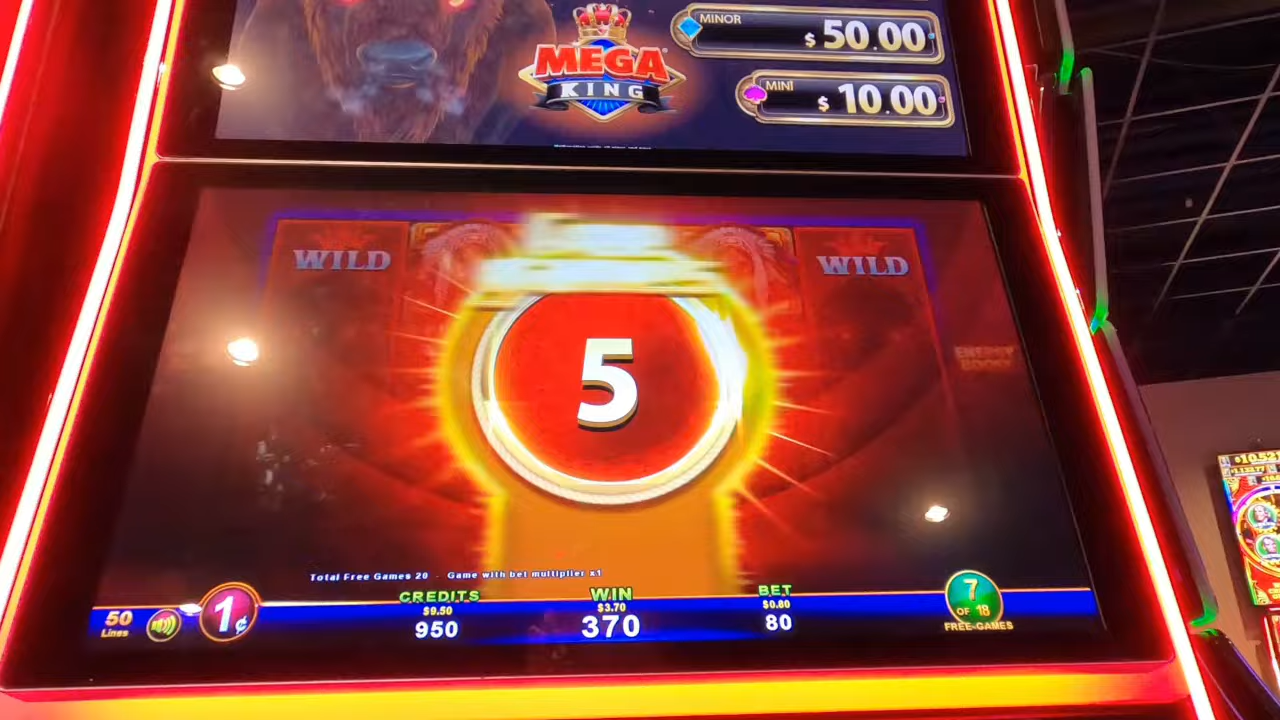 MINOR
$ 50.00
MEGA
KING
MINI
$ 10.00
WILD
WILD
ENERGY
BOOST
5
Total Free Games 20 - Game with bet multiplier x1
50
Lines
1¢
CREDITS
$9.50
950
WIN
$3.70
370
BET
$0.80
80
7
OF 18
FREE GAMES